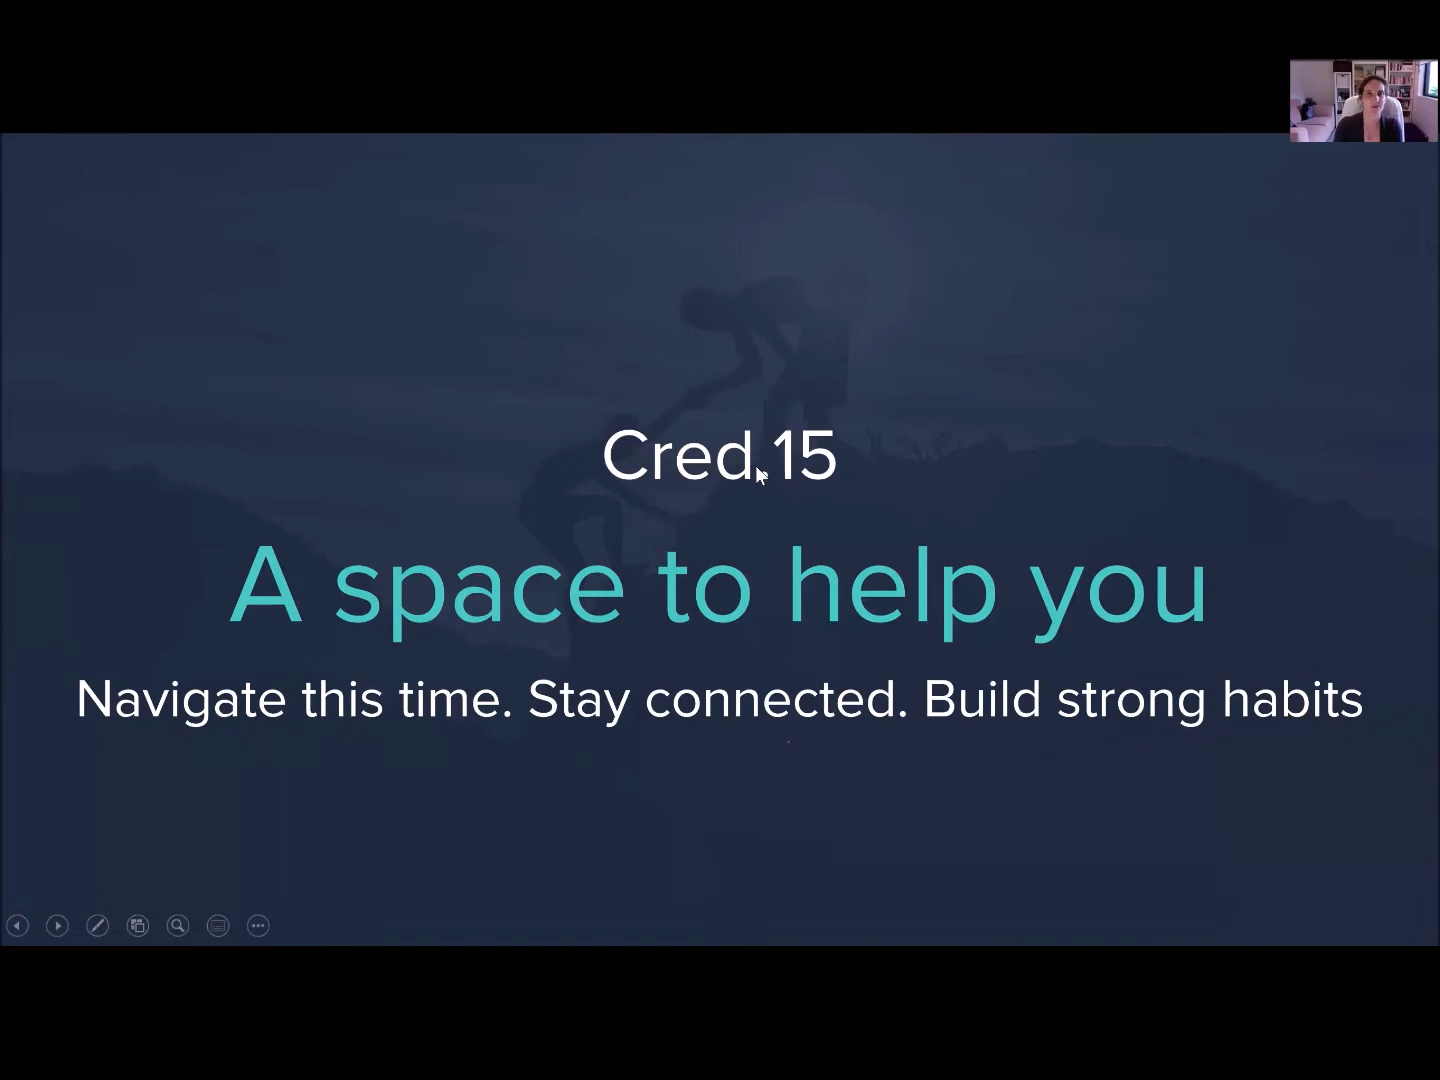 Cred.15
A space to help you
Navigate this time. Stay connected. Build strong habits